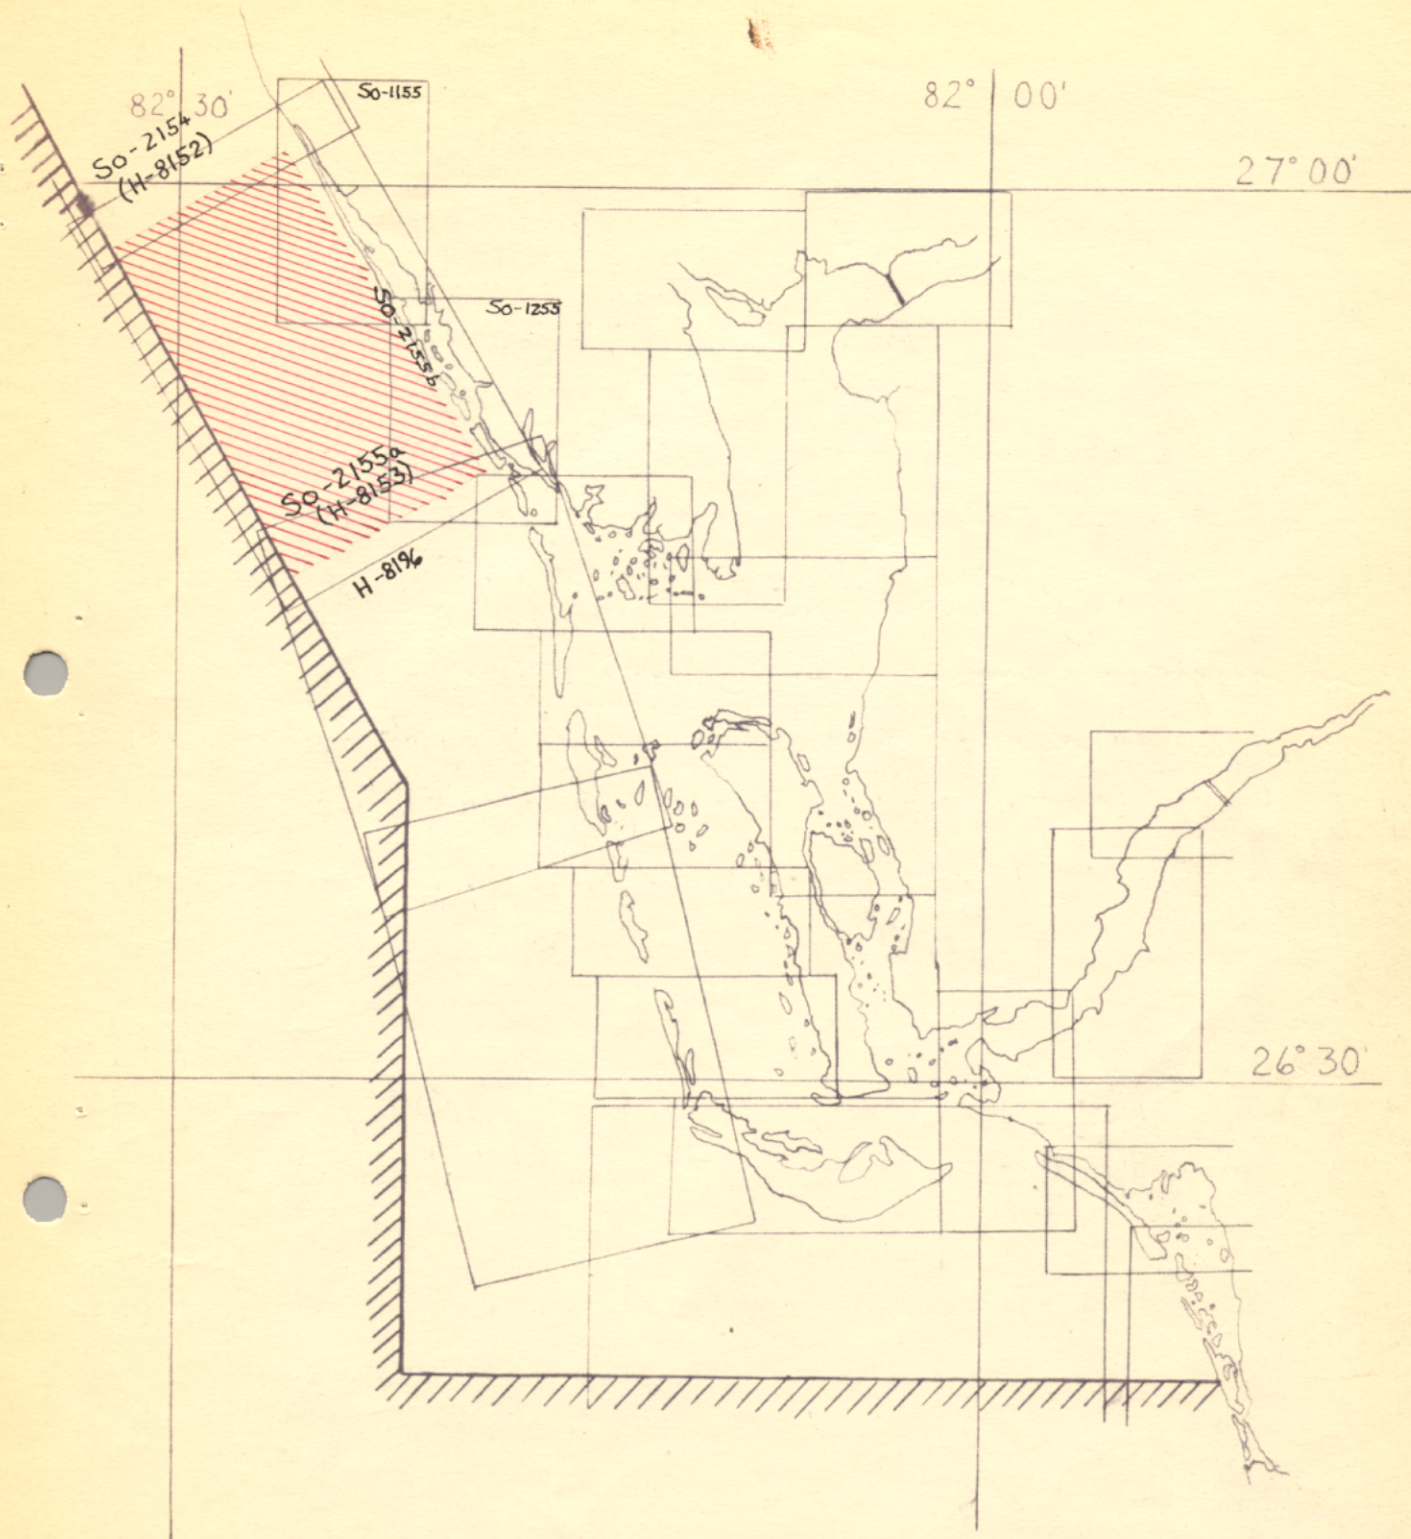 So-1155
82° 30'
82° 00'
So-2154
(H-8152)
27° 00'
So-1255
So-2155b
So-2155a
(H-8153)
H-8196
26° 30'